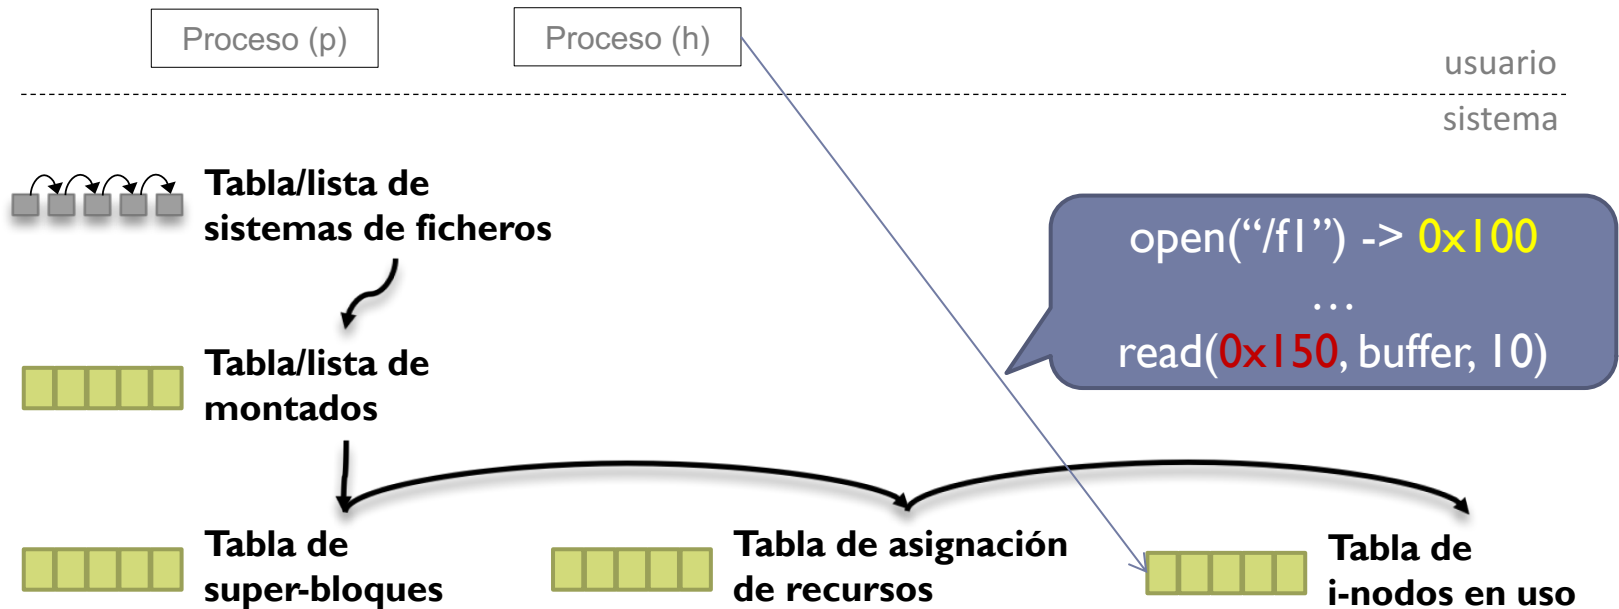 Proceso (p)
Proceso (h)
usuario
sistema
Tabla/lista de
sistemas de ficheros
open(“/f1”) -> 0x100
…
read(0x150, buffer, 10)
Tabla/lista de
montados
Tabla de
super-bloques
Tabla de asignación
de recursos
Tabla de
i-nodos en uso